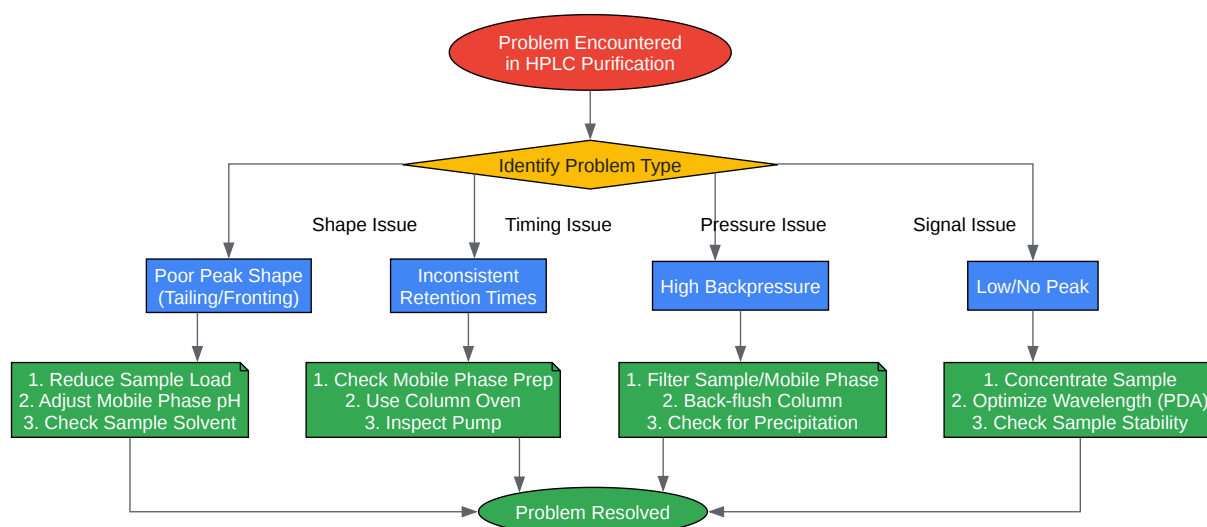 Problem Encountered
in HPLC Purification
Identify Problem Type
Shape Issue
Timing Issue
Pressure Issue
Signal Issue
Poor Peak Shape
(Tailing/Fronting)
Inconsistent
Retention Times
High Backpressure
Low/No Peak
1. Reduce Sample Load
2. Adjust Mobile Phase pH
3. Check Sample Solvent
1. Check Mobile Phase Prep
2. Use Column Oven
3. Inspect Pump
1. Filter Sample/Mobile Phase
2. Back-flush Column
3. Check for Precipitation
1. Concentrate Sample
2. Optimize Wavelength (PDA)
3. Check Sample Stability
Problem Resolved